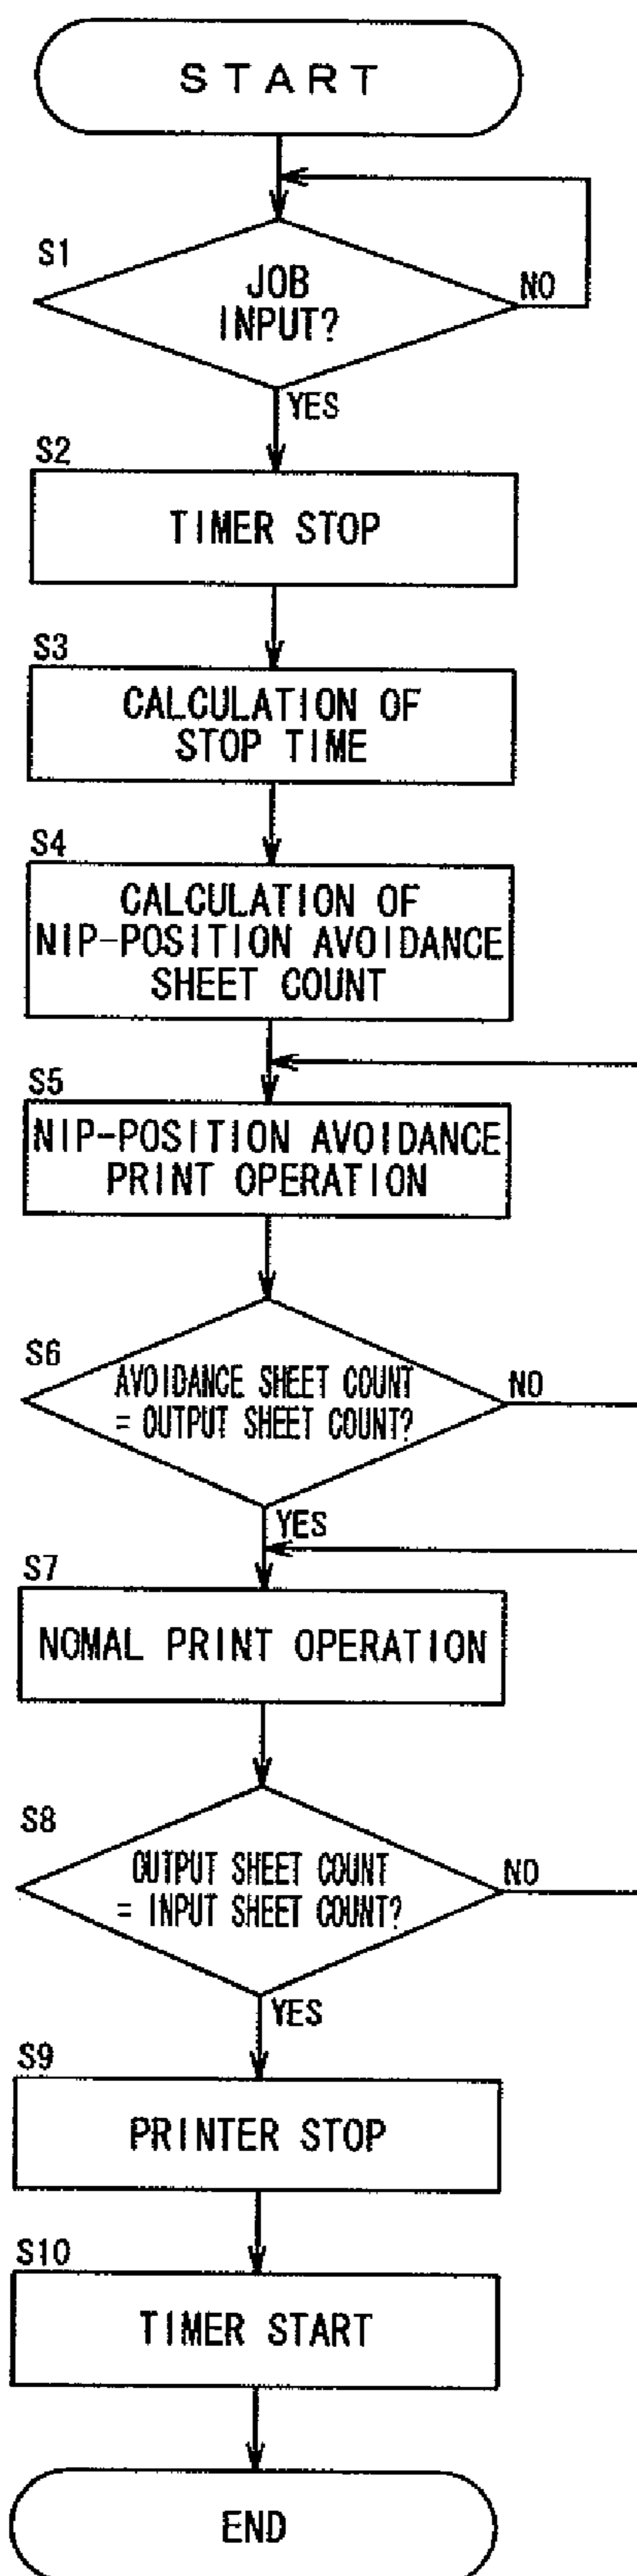 START
S1
JOB
INPUT?
NO
YES
S2
TIMER STOP
S3
CALCULATION OF
STOP TIME
S4
CALCULATION OF
NIP-POSITION AVOIDANCE
SHEET COUNT
S5
NIP-POSITION AVOIDANCE
PRINT OPERATION
S6
AVOIDANCE SHEET COUNT
= OUTPUT SHEET COUNT?
NO
YES
S7
NOMAL PRINT OPERATION
S8
OUTPUT SHEET COUNT
= INPUT SHEET COUNT?
NO
YES
S9
PRINTER STOP
S10
TIMER START
END